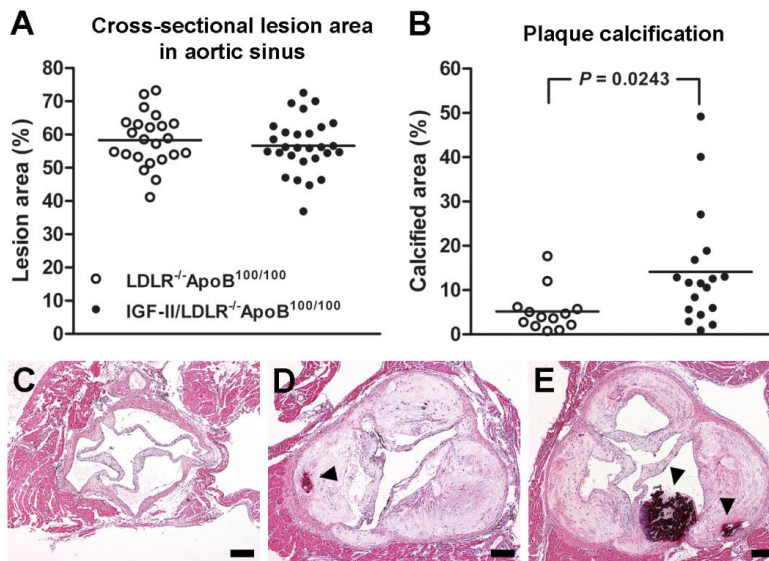 A
Cross-sectional lesion area
in aortic sinus
Lesion area (%)
80
70
60
50
40
30
20
10
0
LDLR-/-ApoB100/100
IGF-II/LDLR-/-ApoB100/100
B
Plaque calcification
P = 0.0243
Calcified area (%)
60
50
40
30
20
10
0
C
D
E